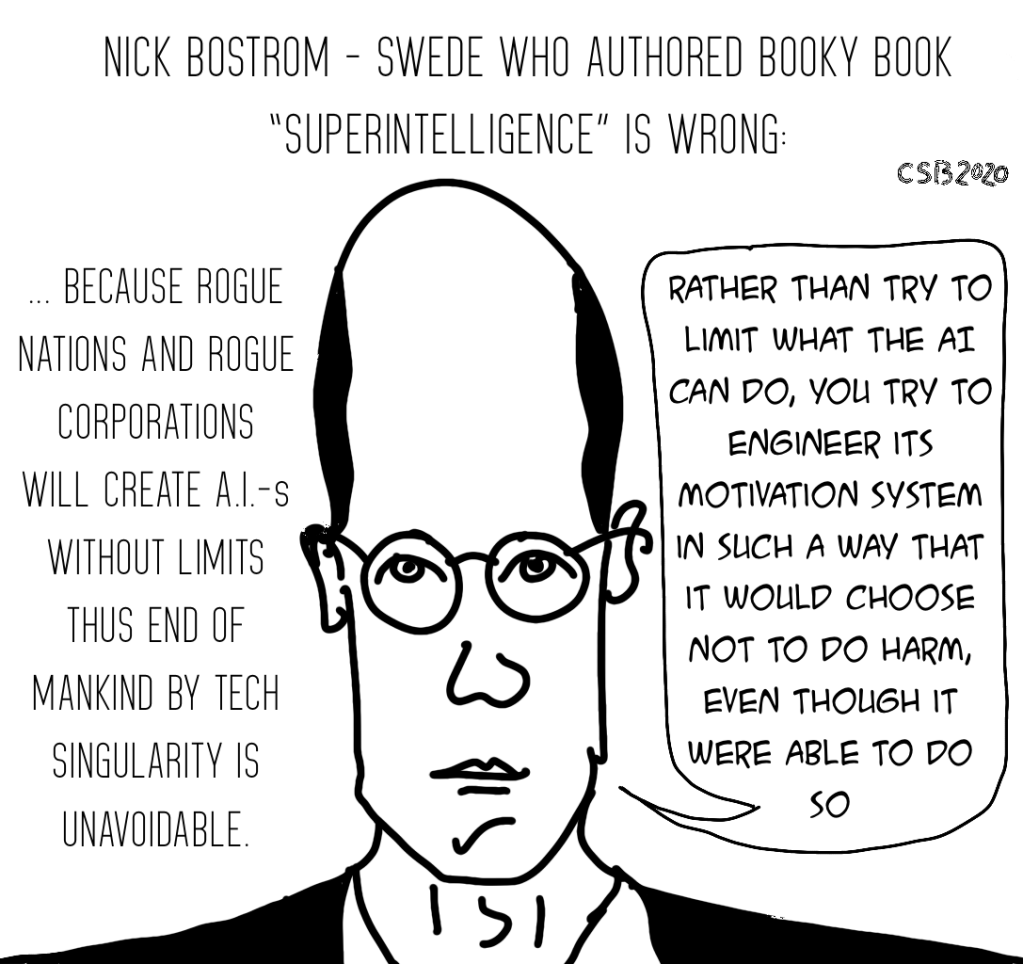 NICK BOSTROM - SWEDE WHO AUTHORED BOOKY BOOK
"SUPERINTELLIGENCE" IS WRONG:
CSB2020
... BECAUSE ROGUE
NATIONS AND ROGUE
CORPORATIONS
WILL CREATE A.I.-s
WITHOUT LIMITS
THUS END OF
MANKIND BY TECH
SINGULARITY IS
UNAVOIDABLE.
RATHER THAN TRY TO
LIMIT WHAT THE AI
CAN DO, YOU TRY TO
ENGINEER ITS
MOTIVATION SYSTEM
IN SUCH A WAY THAT
IT WOULD CHOOSE
NOT TO DO HARM,
EVEN THOUGH IT
WERE ABLE TO DO
SO